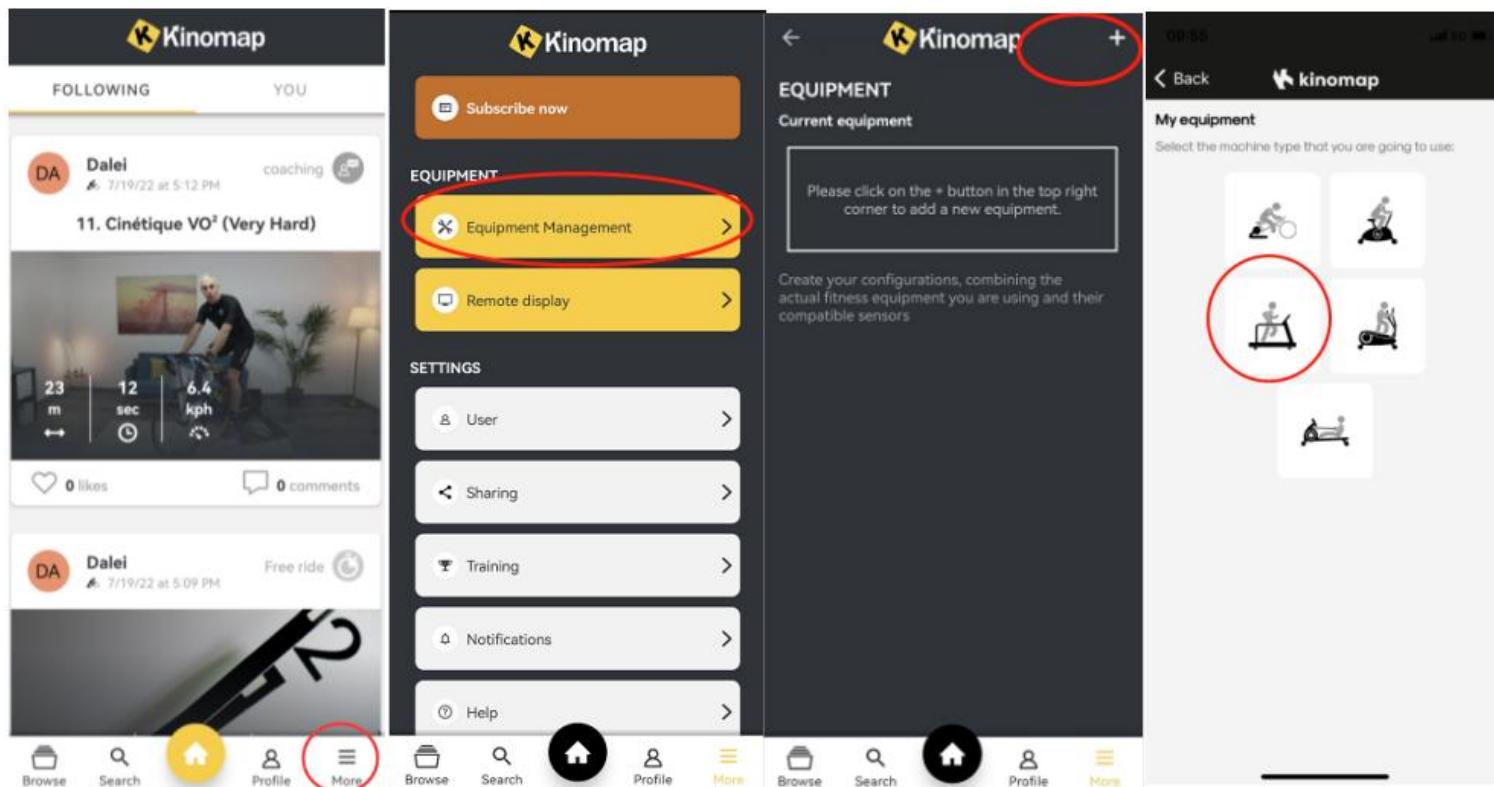 Kinomap
FOLLOWING
YOU
DA
Dalei
7/19/22 at 5:12 PM
coaching
11. Cinétique VO² (Very Hard)
23
m
12
sec
6.4
kph
0 likes
0 comments
DA
Dalei
7/19/22 at 5:09 PM
Free ride
Browse
Search
Profile
More
Kinomap
Subscribe now
EQUIPMENT
Equipment Management
Remote display
SETTINGS
User
Sharing
Training
Notifications
Help
Browse
Search
Profile
More
Kinomap
EQUIPMENT
Current equipment
Please click on the + button in the top right
corner to add a new equipment.
Create your configurations, combining the
actual fitness equipment you are using and their
compatible sensors
Browse
Search
Profile
More
09:55
Back
kinomap
My equipment
Select the machine type that you are going to use: